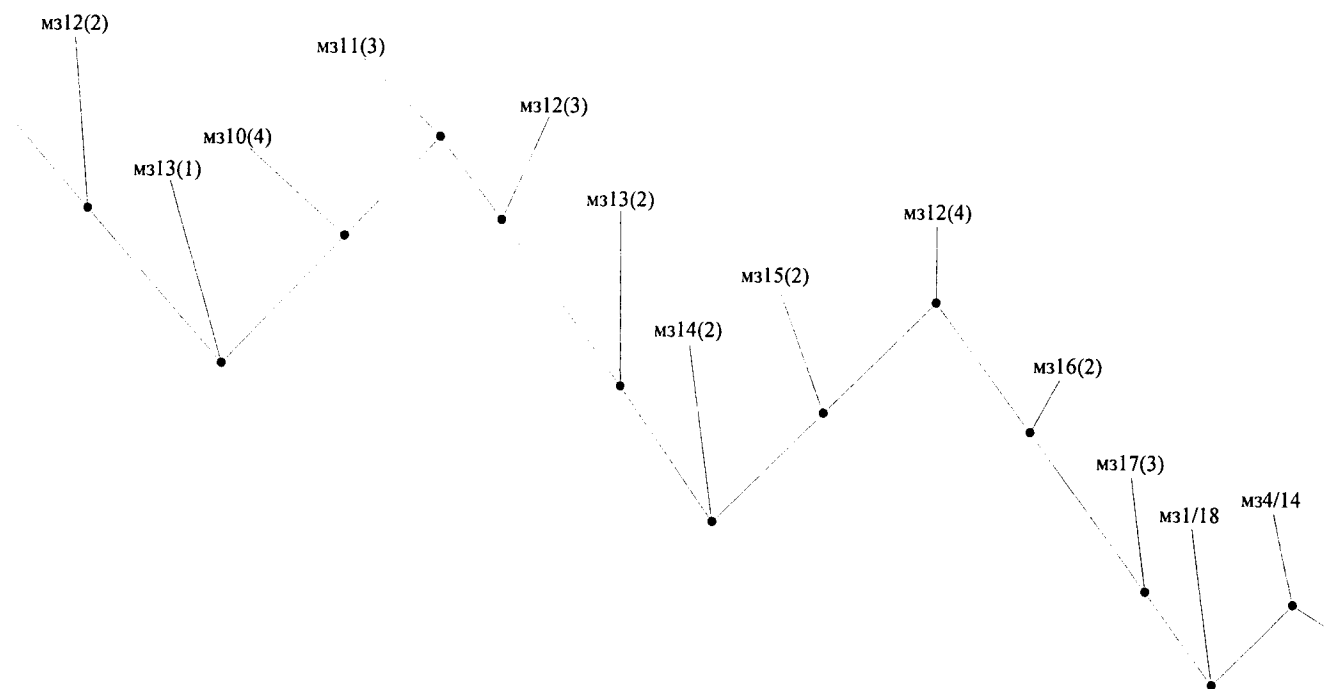 мз12(2)
мз11(3)
мз12(3)
мз10(4)
мз13(1)
мз13(2)
мз12(4)
мз15(2)
мз14(2)
мз16(2)
мз17(3)
мз4/14
мз1/18